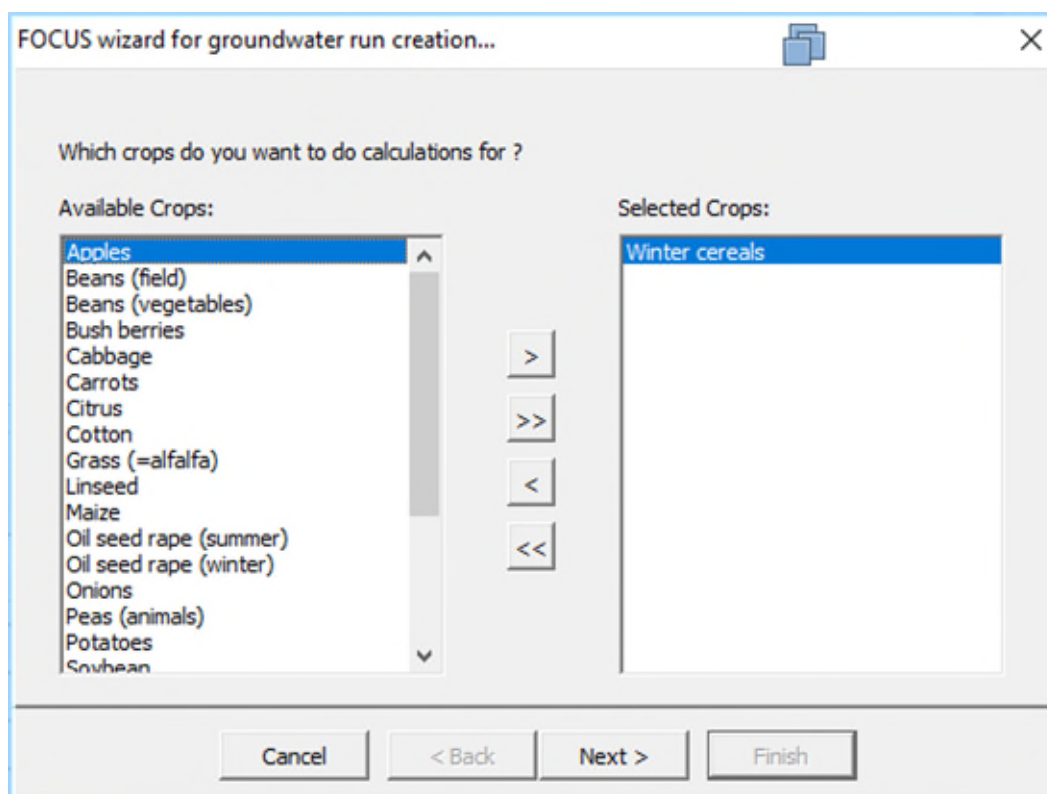 FOCUS wizard for groundwater run creation...
Which crops do you want to do calculations for ?
Available Crops:
Apples
Beans (field)
Beans (vegetables)
Bush berries
Cabbage
Carrots
Citrus
Cotton
Grass (=alfalfa)
Linseed
Maize
Oil seed rape (summer)
Oil seed rape (winter)
Onions
Peas (animals)
Potatoes
Soybean
>
>>
<
<<
Selected Crops:
Winter cereals
Cancel
< Back
Next >
Finish